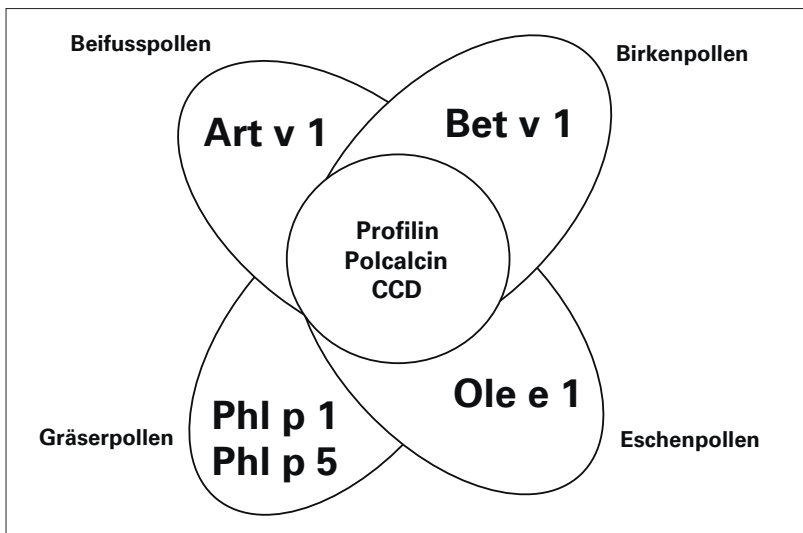 Beifusspollen
Birkenpollen
Art v 1
Bet v 1
Profilin
Polcalcin
CCD
Ole e 1
Phl p 1
Phl p 5
Gräserpollen
Eschenpollen